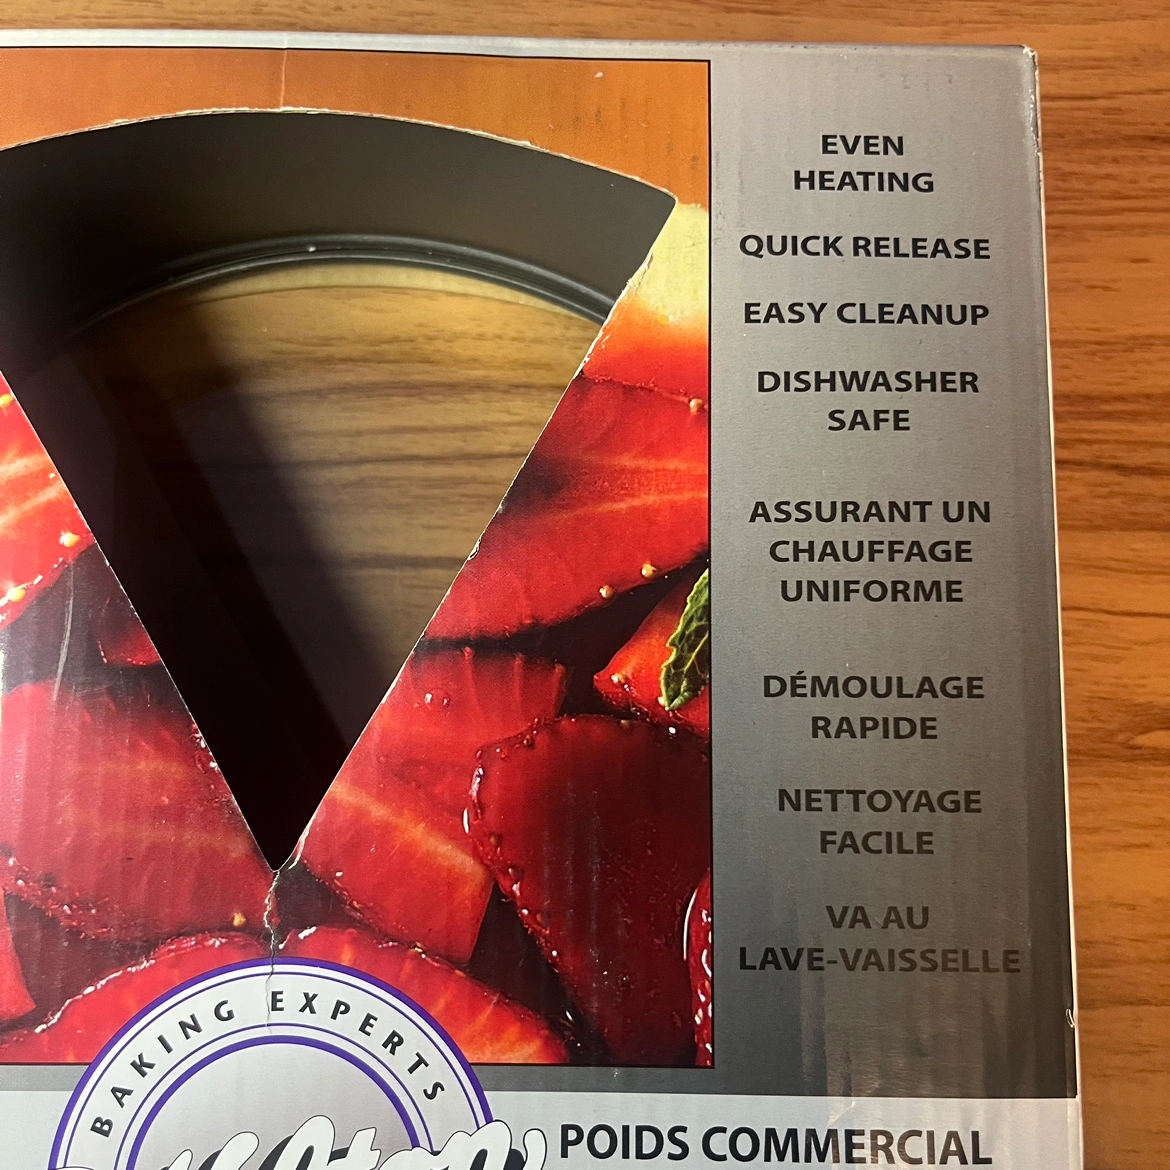 EVEN
HEATING
QUICK RELEASE
EASY CLEANUP
DISHWASHER
SAFE
ASSURANT UN
CHAUFFAGE
UNIFORME
DÉMOULAGE
RAPIDE
NETTOYAGE
FACILE
VA AU
LAVE-VAISSELLE
BAKING EXPERTS
Wilton
POIDS COMMERCIAL